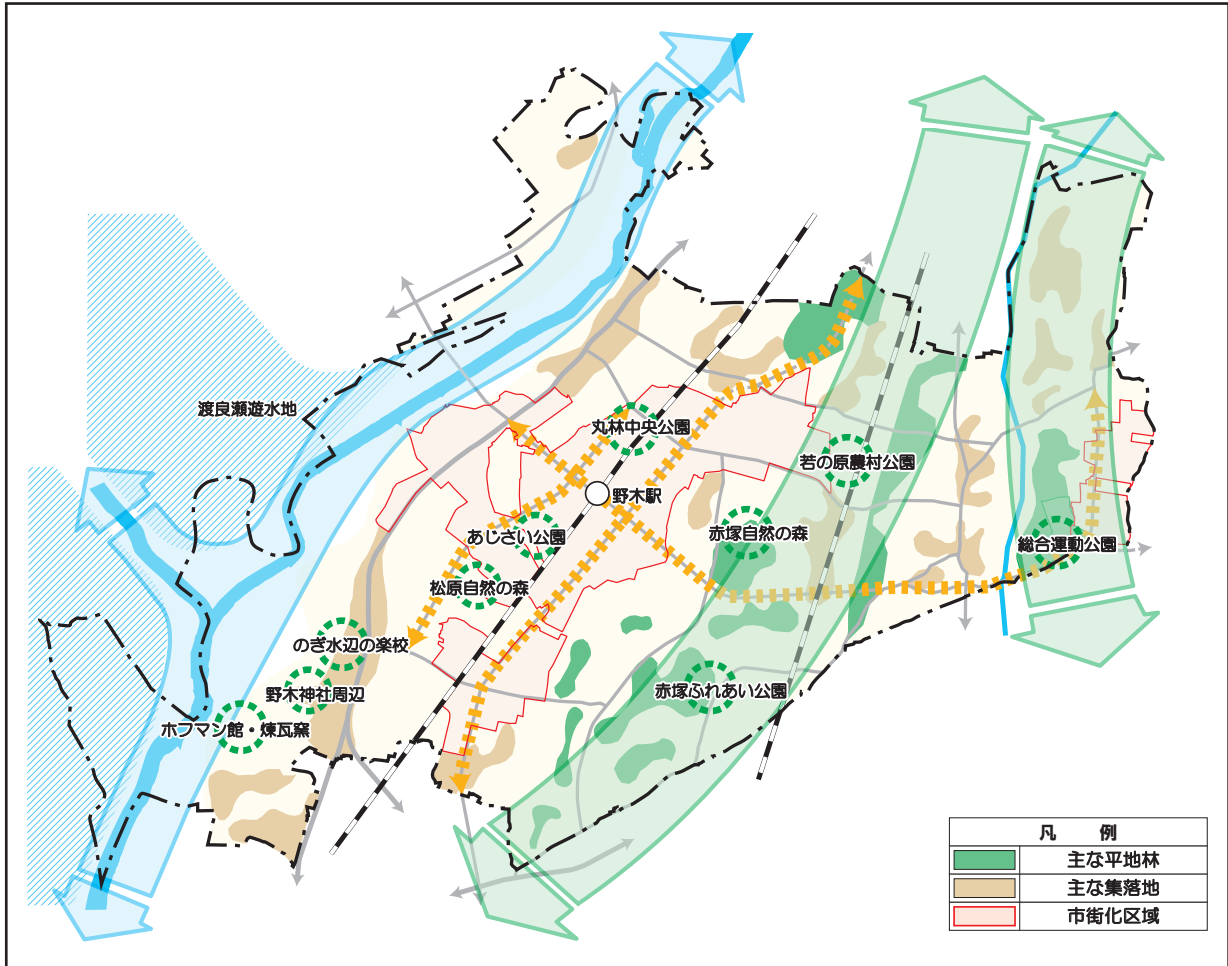 渡良瀬遊水地
丸林中央公園
若の原農村公園
野木駅
あじさい公園
赤塚自然の森
総合運動公園
松原自然の森
のぎ水辺の楽校
野木神社周辺
赤塚ふれあい公園
ホフマン館・煉瓦窯
凡 例
主な平地林
主な集落地
市街化区域